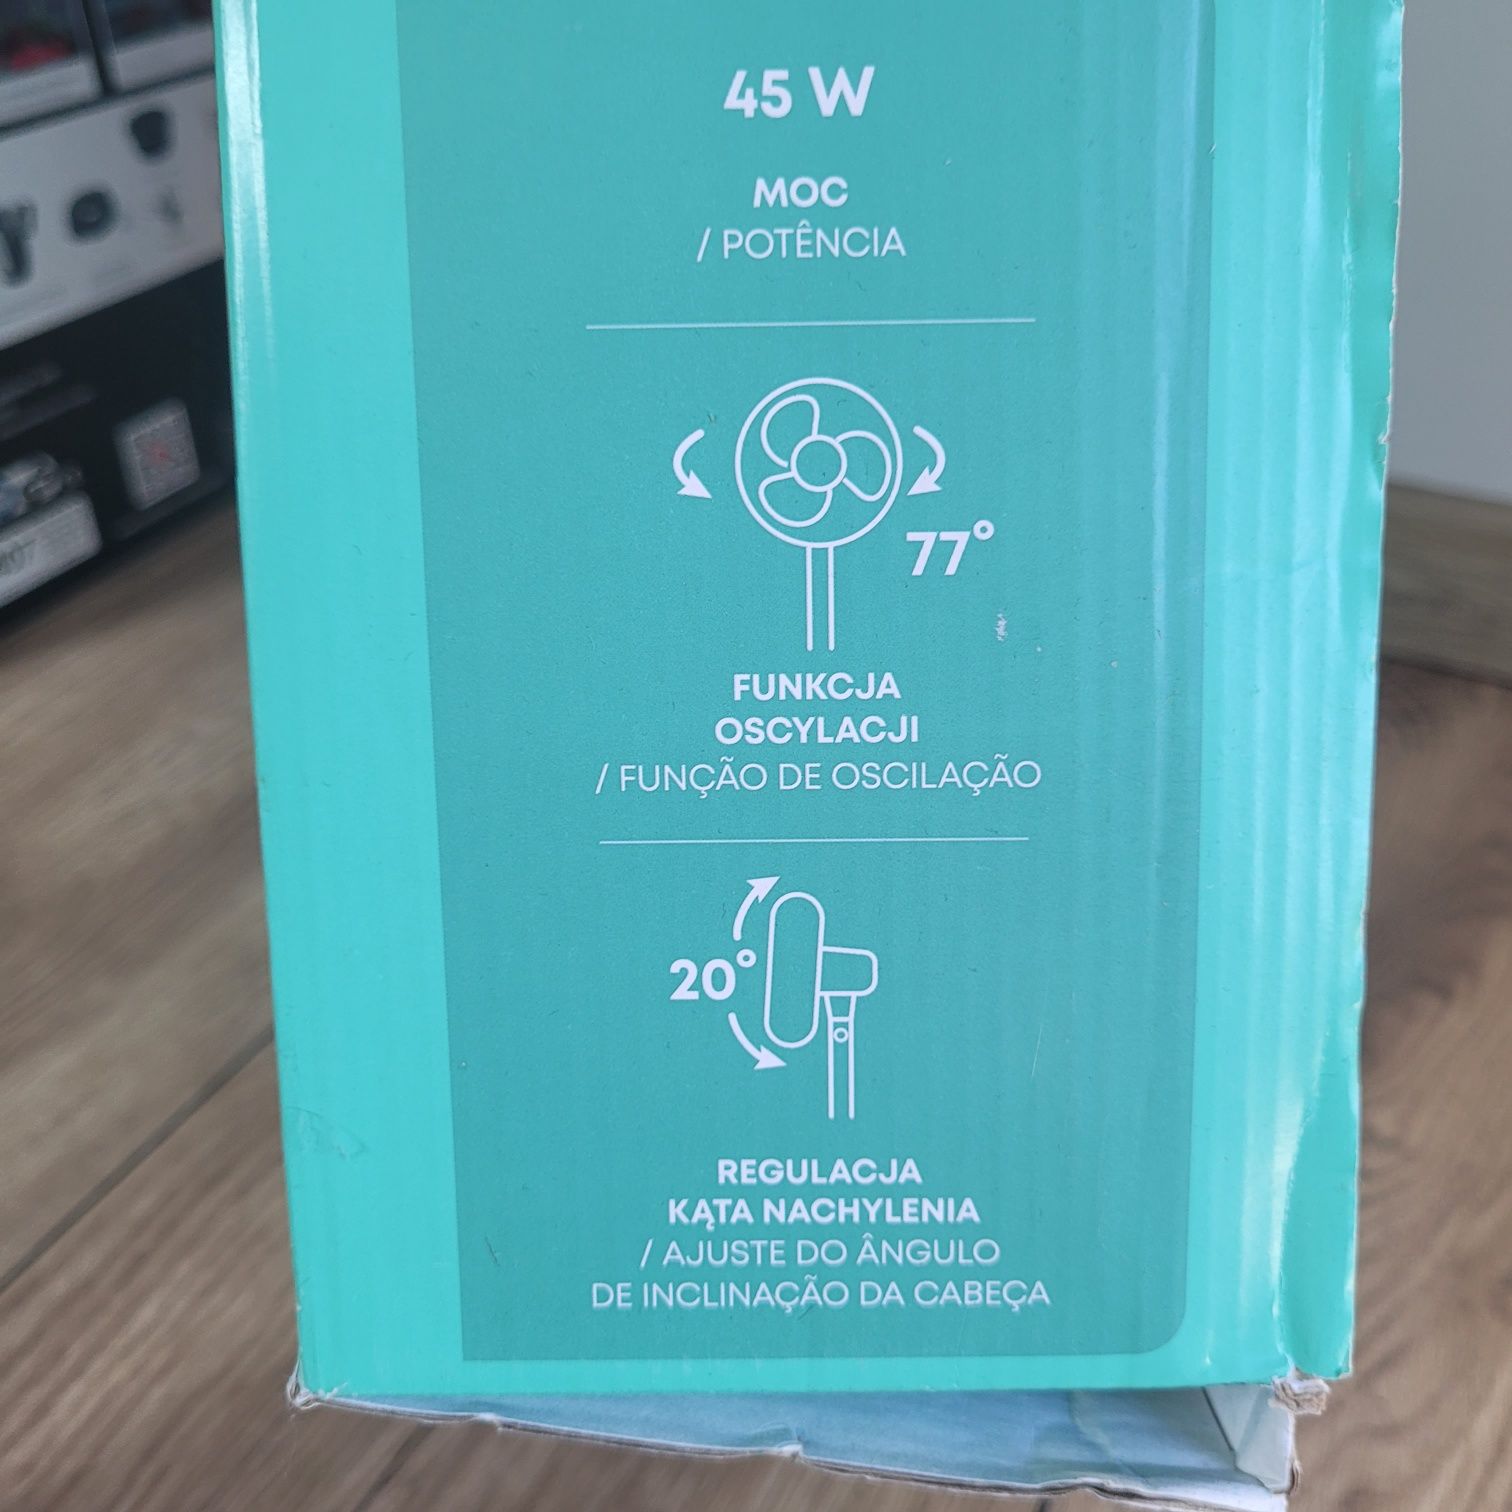 45 W
MOC
/ POTÊNCIA
77°
FUNKCJA
OSCYLACJI
/ FUNÇÃO DE OSCILAÇÃO
20°
REGULACJA
KĄTA NACHYLENIA
/ AJUSTE DO ÂNGULO
DE INCLINAÇÃO DA CABEÇA